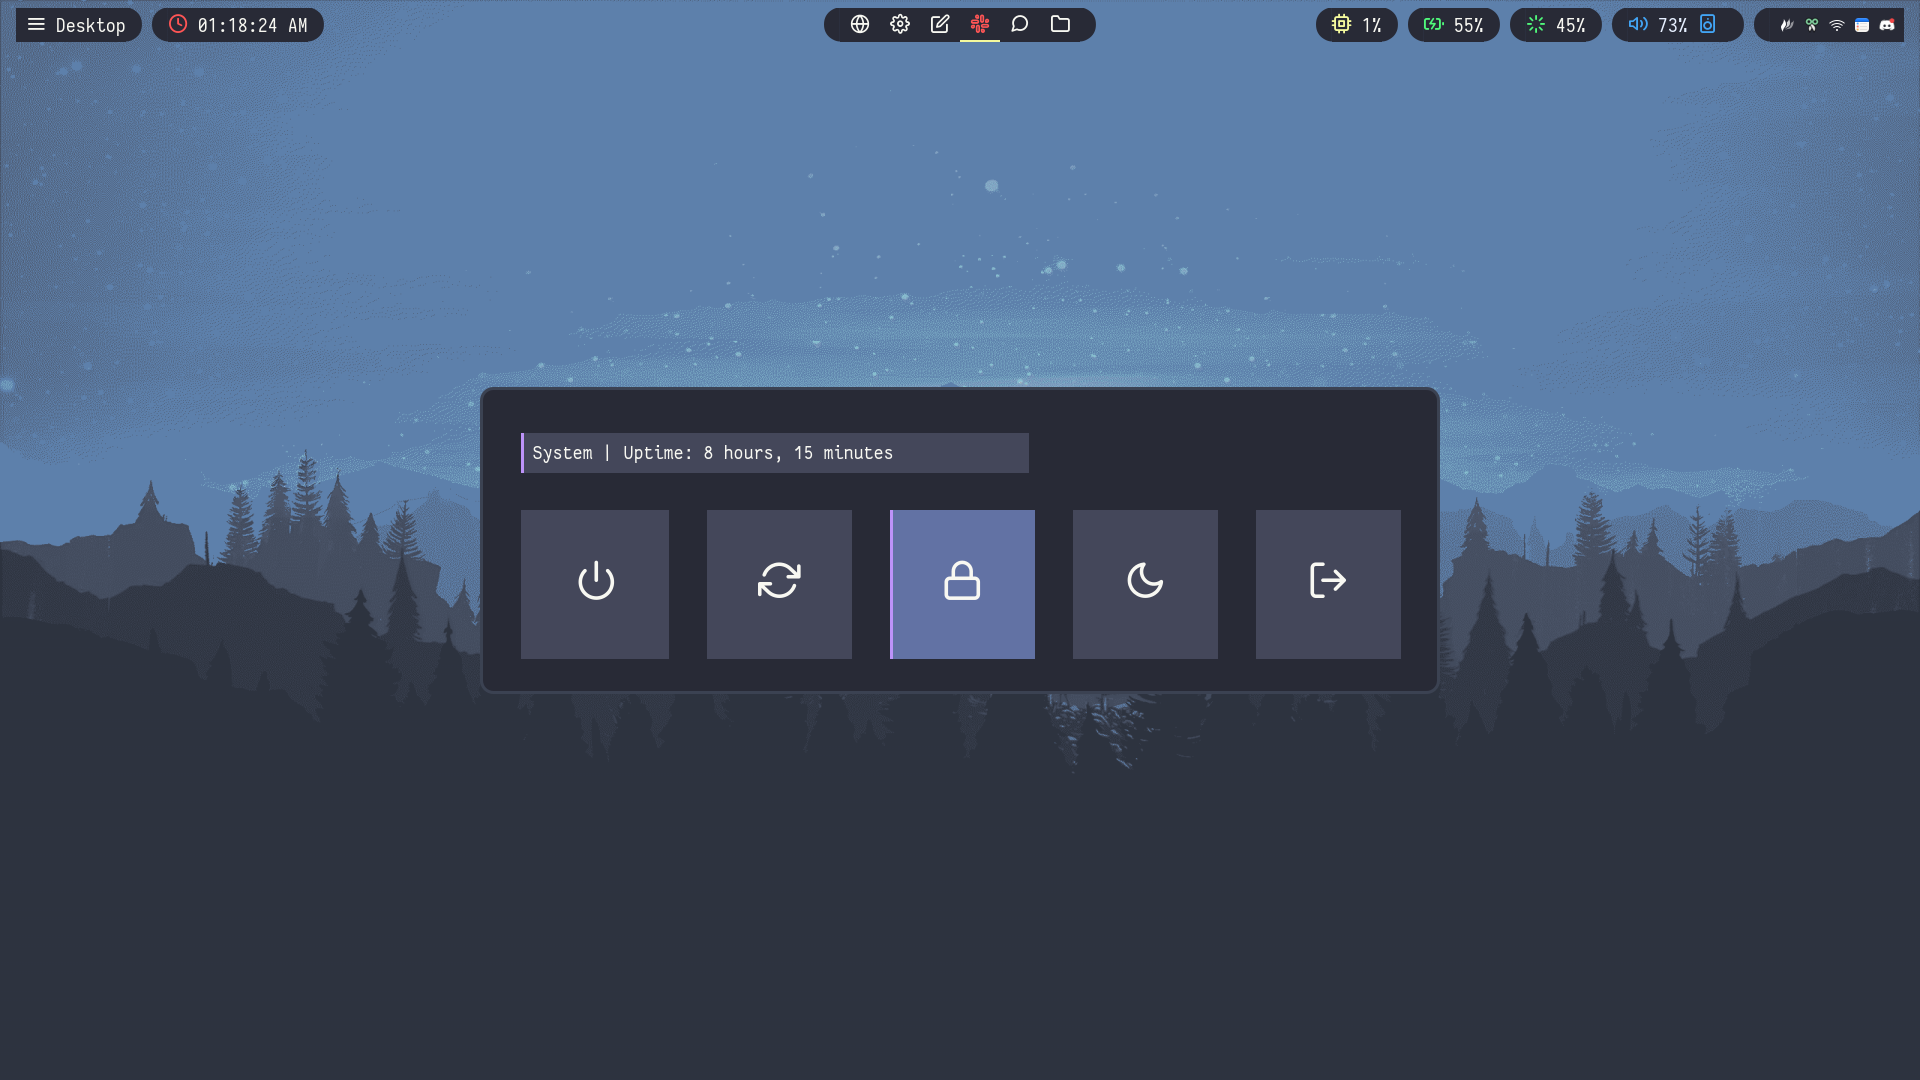 Desktop
01:18:24 AM
1%
55%
45%
73%
System | Uptime: 8 hours, 15 minutes